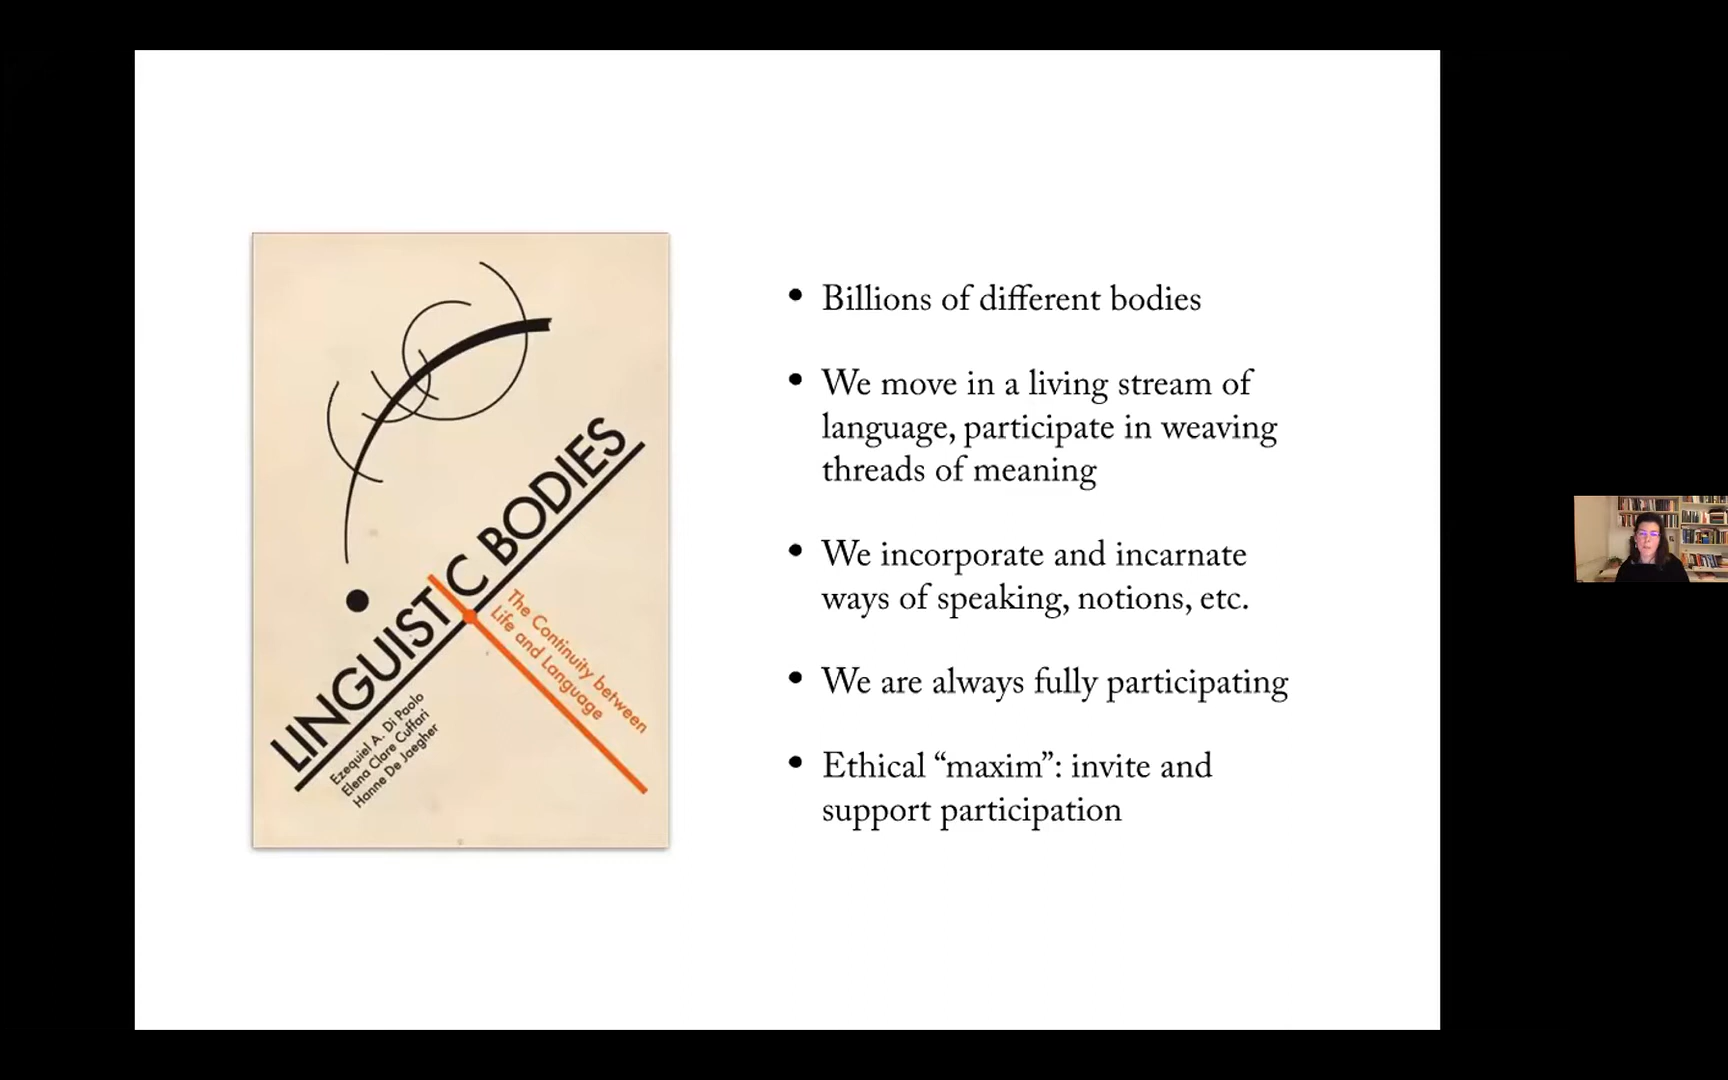 LINGUISTIC BODIES
The Continuity between
Life and Language
Ezequiel A. Di Paolo
Elena Clare Cuffari
Hanne De Jaegher
• Billions of different bodies
• We move in a living stream of
language, participate in weaving
threads of meaning
• We incorporate and incarnate
ways of speaking, notions, etc.
• We are always fully participating
• Ethical “maxim”: invite and
support participation